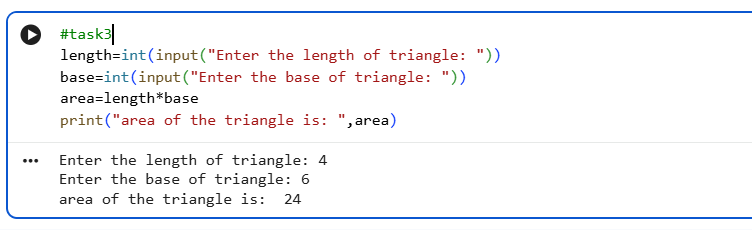 #task3
length=int(input("Enter the length of triangle: "))
base=int(input("Enter the base of triangle: "))
area=length*base
print("area of the triangle is: ",area)
Enter the length of triangle: 4
Enter the base of triangle: 6
area of the triangle is:  24